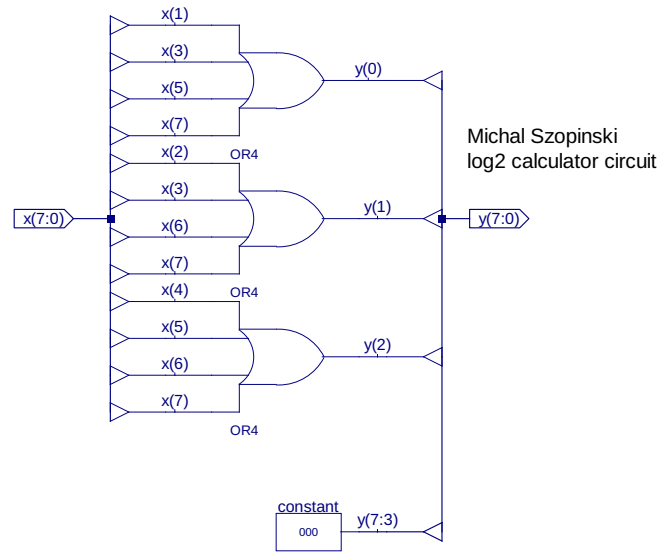 x(1)
x(3)
x(5)
x(7)
OR4
y(0)
x(2)
x(3)
x(6)
x(7)
OR4
y(1)
x(4)
x(5)
x(6)
x(7)
OR4
y(2)
x(7:0)
y(7:0)
Michal Szopinski
log2 calculator circuit
constant
000
y(7:3)